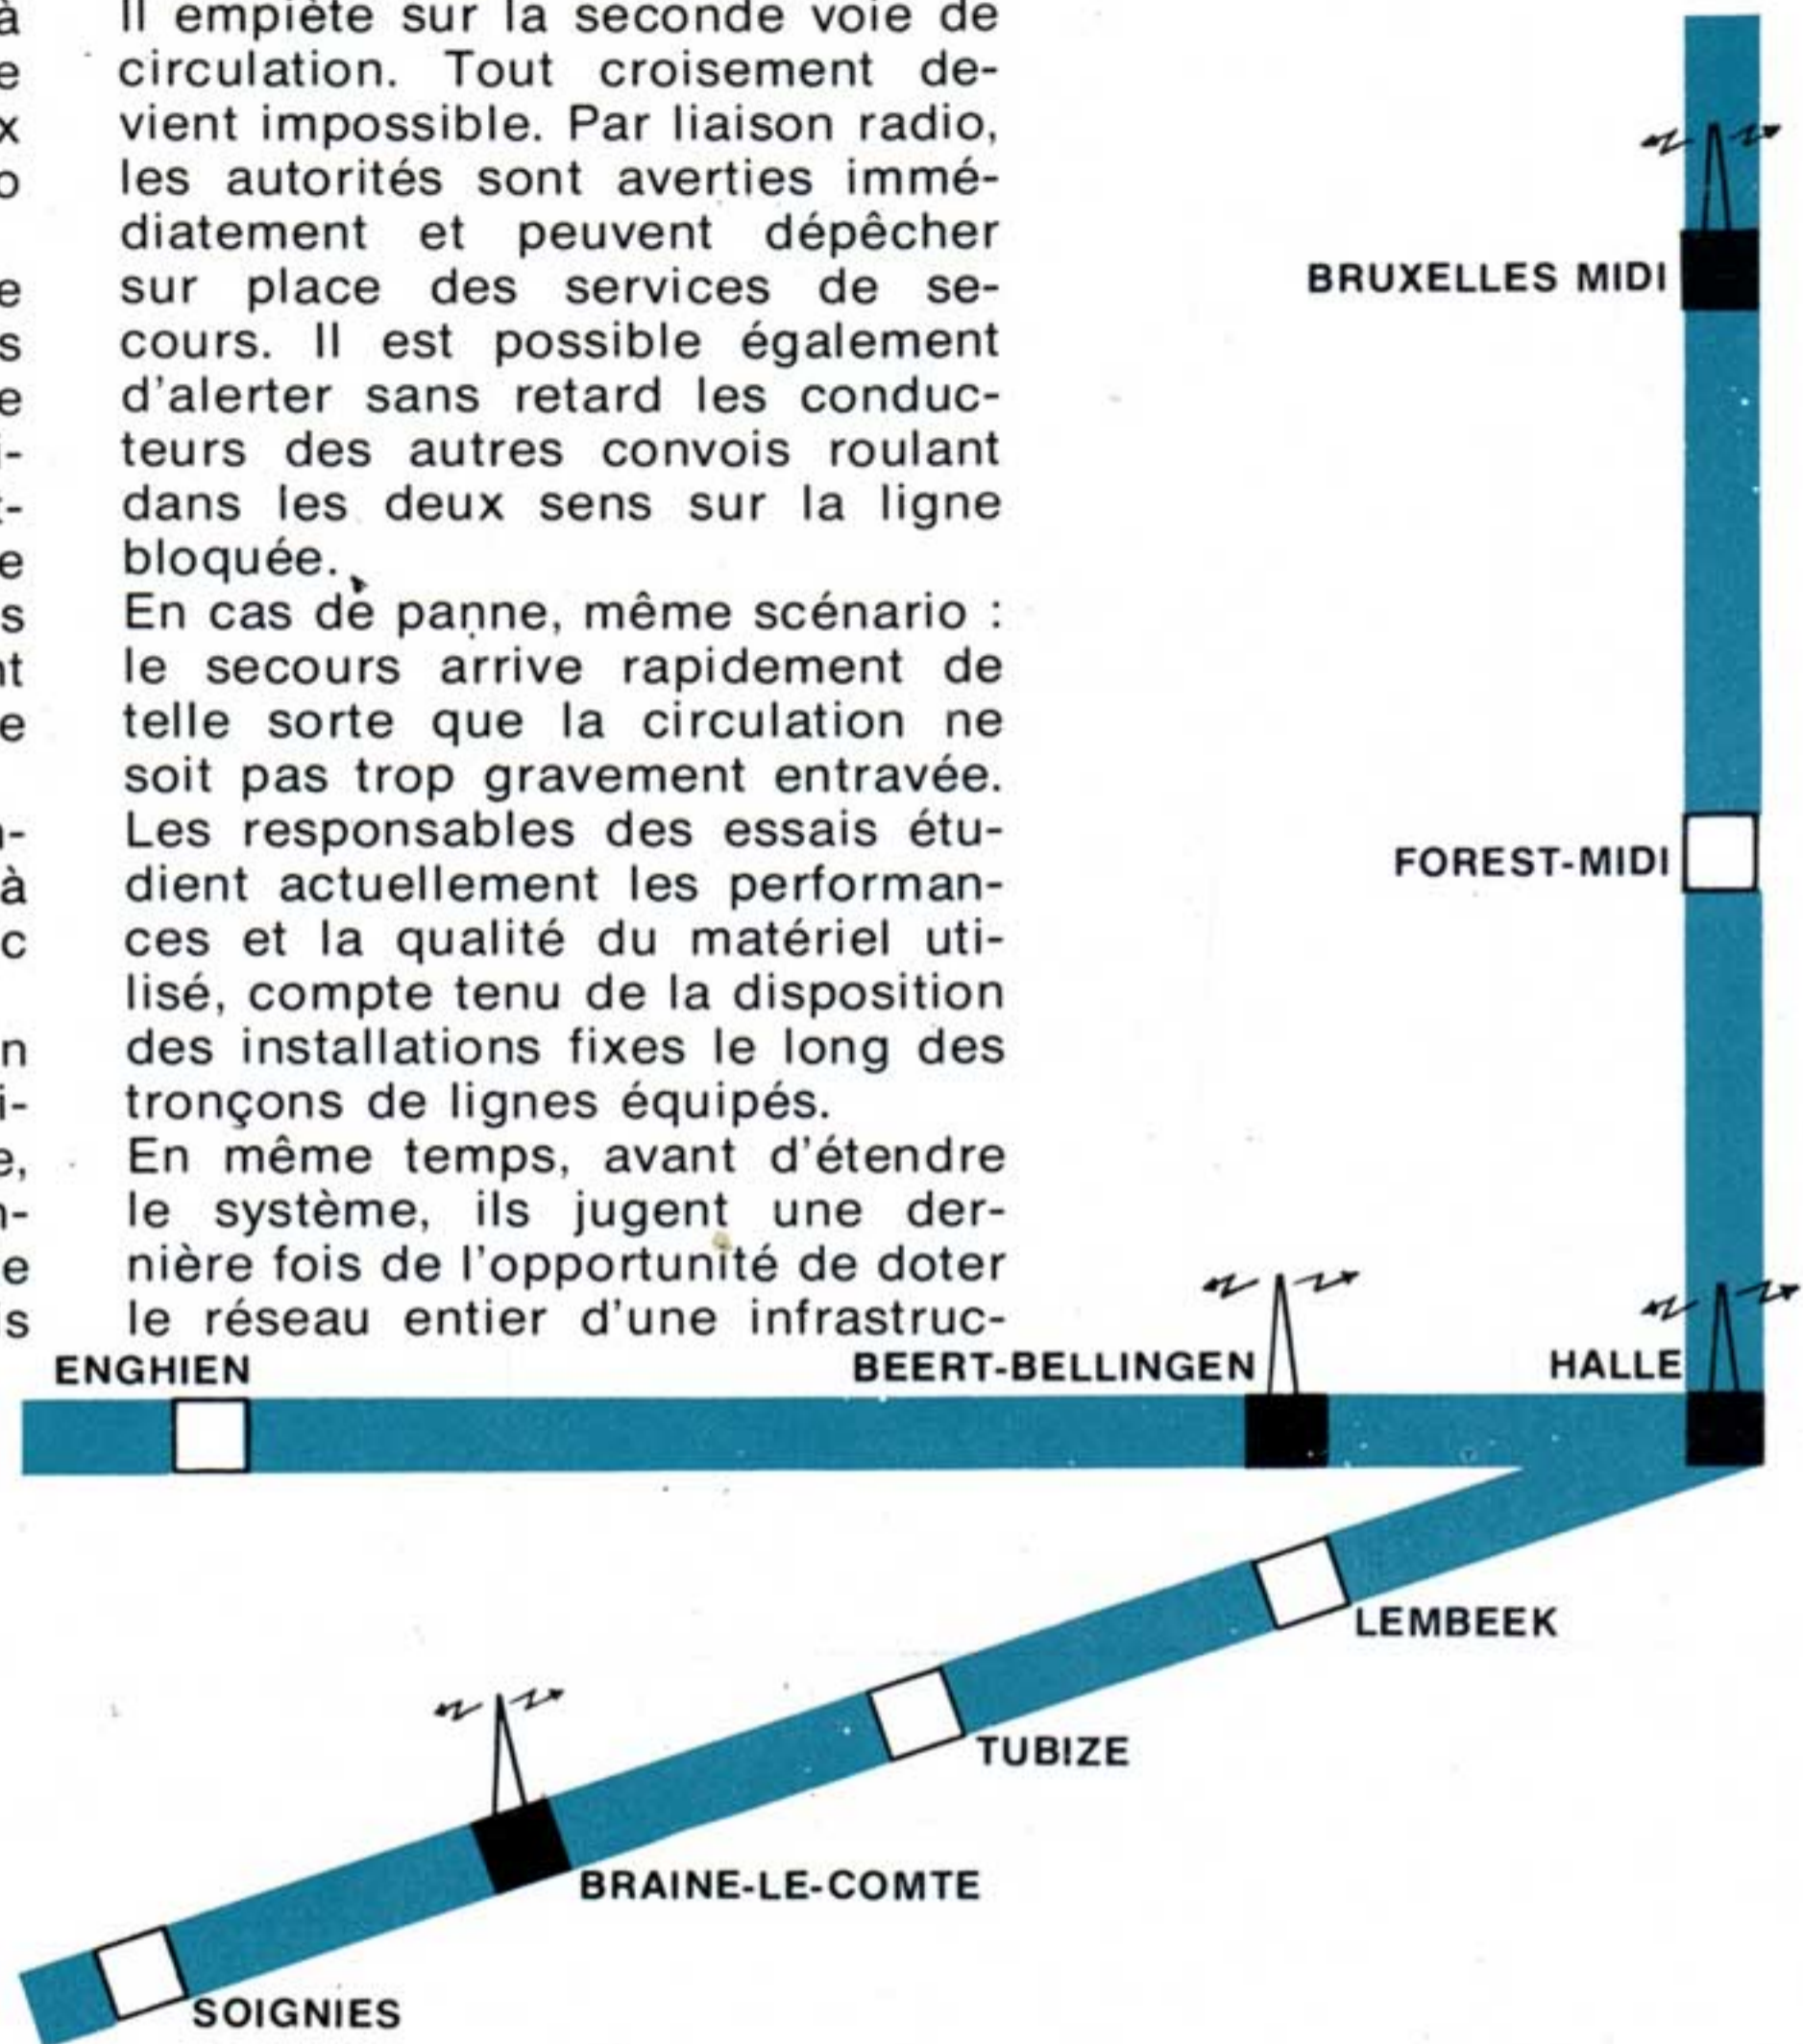 à
e
x
o
e
s
e
i-
t-
e
s
nt
e
n-
à
c
n
i-
e,
n-
e
s
Il empiète sur la seconde voie de
circulation. Tout croisement de-
vient impossible. Par liaison radio,
les autorités sont averties immé-
diatement et peuvent dépêcher
sur place des services de se-
cours. Il est possible également
d'alerter sans retard les conduc-
teurs des autres convois roulant
dans les deux sens sur la ligne
bloquée.
En cas de panne, même scénario :
le secours arrive rapidement de
telle sorte que la circulation ne
soit pas trop gravement entravée.
Les responsables des essais étu-
dient actuellement les performan-
ces et la qualité du matériel uti-
lisé, compte tenu de la disposition
des installations fixes le long des
tronçons de lignes équipés.
En même temps, avant d'étendre
le système, ils jugent une der-
nière fois de l'opportunité de doter
le réseau entier d'une infrastruc-
BRUXELLES MIDI
FOREST-MIDI
ENGHIEN
BEERT-BELLINGEN
HALLE
LEMBEEK
TUBIZE
BRAINE-LE-COMTE
SOIGNIES